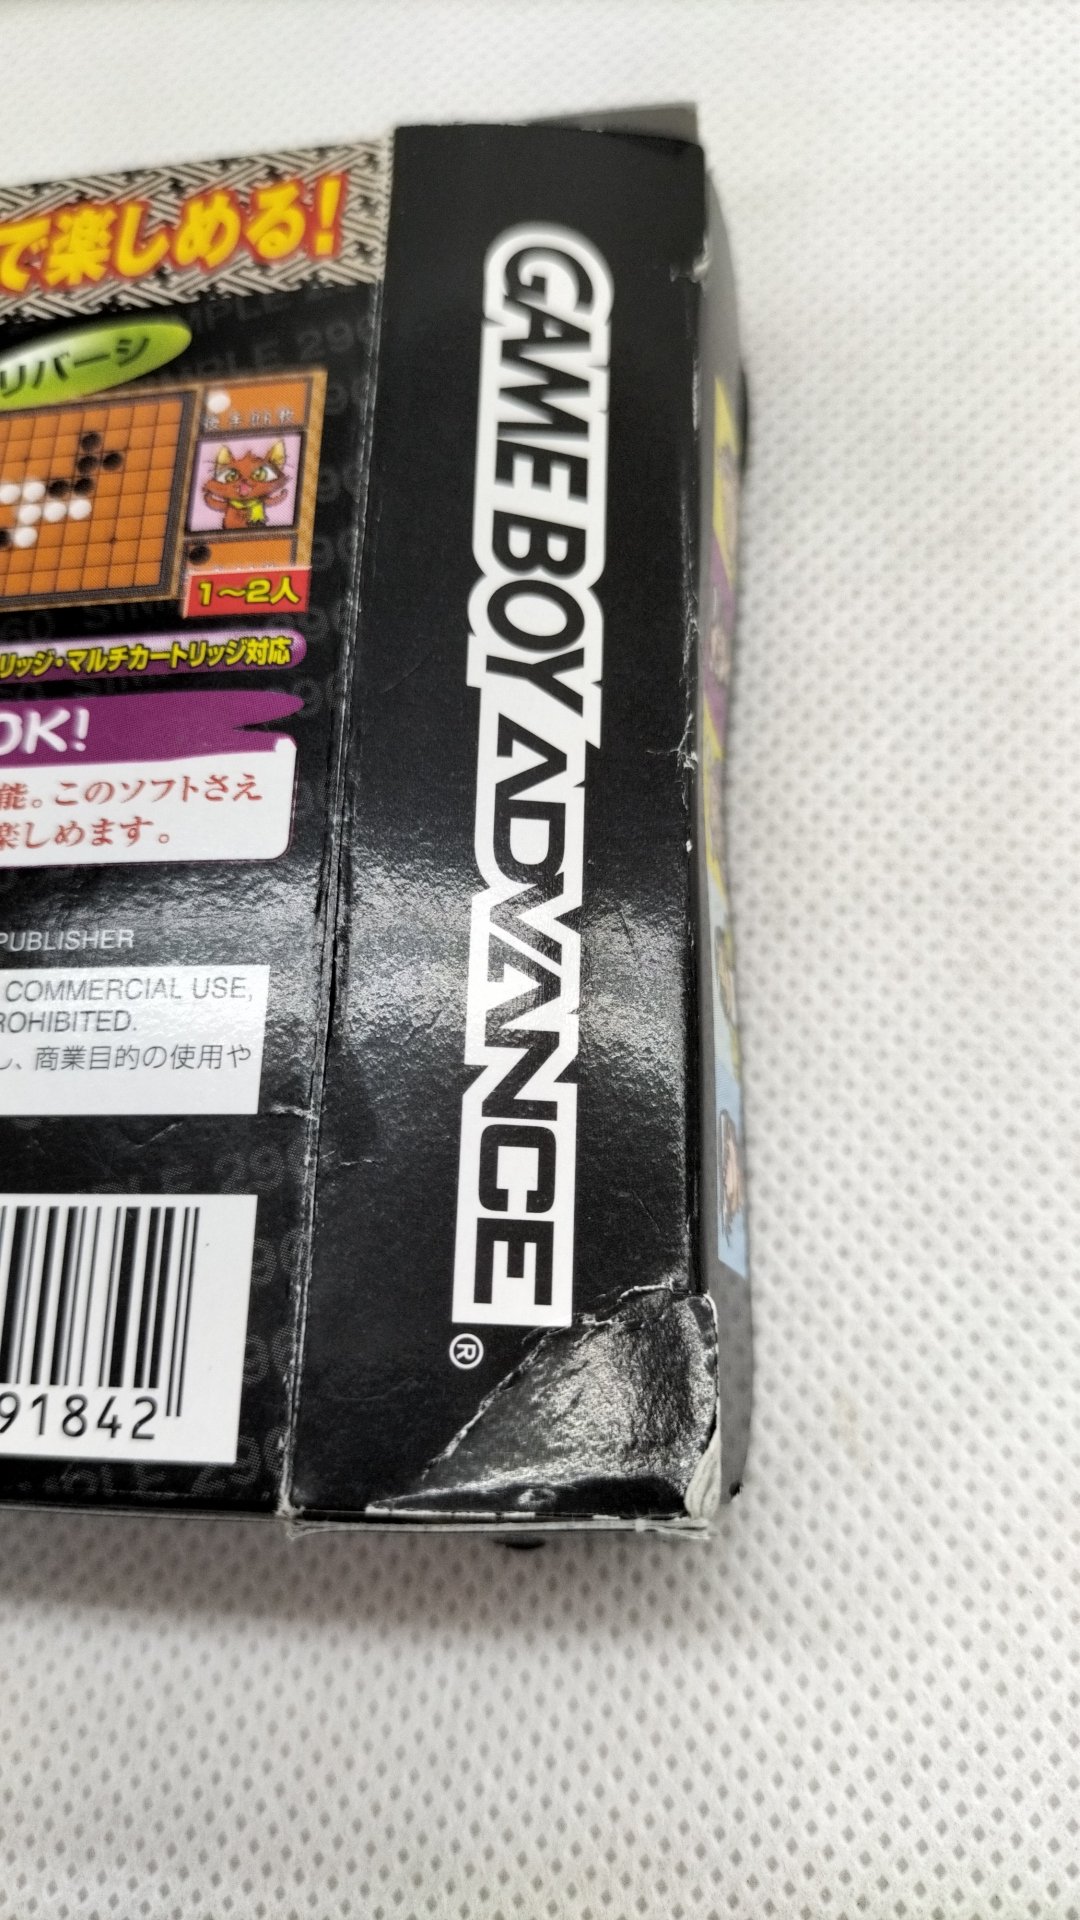 で楽しめる!
リバーシ
1〜2人
リッジ・マルチカートリッジ対応
OK!
能。このソフトさえ
楽しめます。
PUBLISHER
COMMERCIAL USE,
ROHIBITED.
し、商業目的の使用や
91842
GAME BOY ADVANCE
®